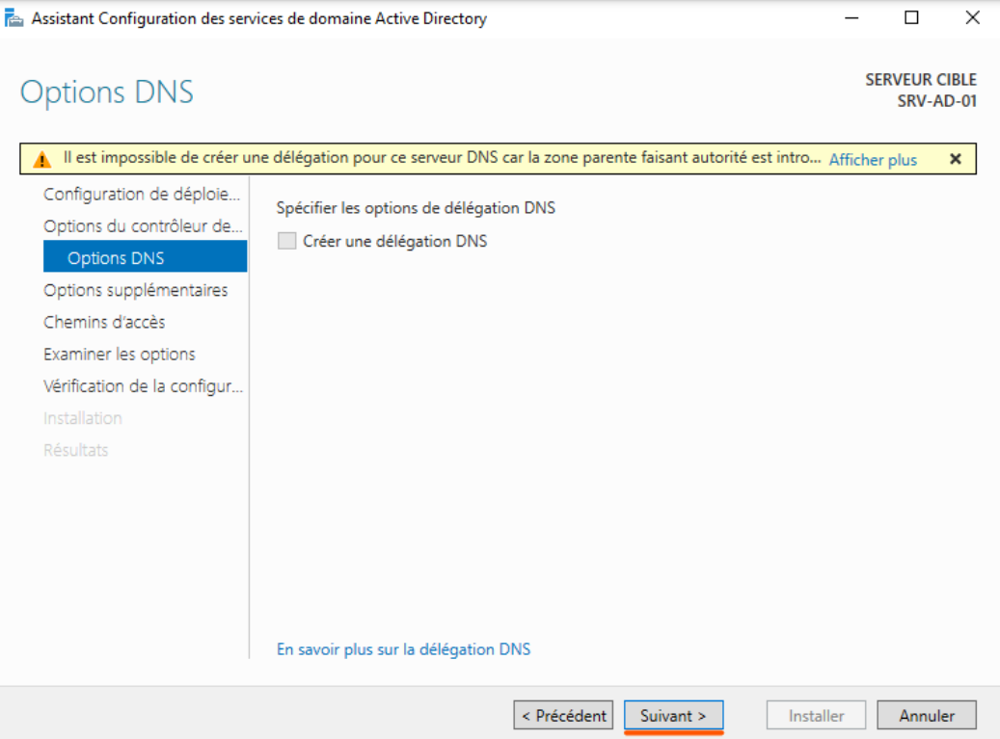 Assistant Configuration des services de domaine Active Directory
Options DNS
SERVEUR CIBLE
SRV-AD-01
Il est impossible de créer une délégation pour ce serveur DNS car la zone parente faisant autorité est intro... Afficher plus
Configuration de déploie...
Options du contrôleur de...
Options DNS
Options supplémentaires
Chemins d'accès
Examiner les options
Vérification de la configur...
Installation
Résultats
Spécifier les options de délégation DNS
Créer une délégation DNS
En savoir plus sur la délégation DNS
< Précédent
Suivant >
Installer
Annuler